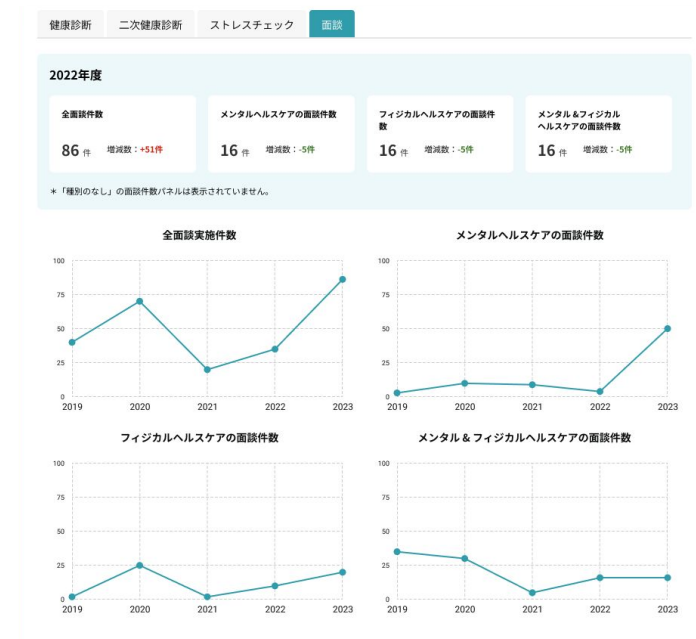 健康診断 二次健康診断 ストレスチェック 面談
2022年度
全面談件数
86 件 増減数：+51件
メンタルヘルスケアの面談件数
16 件 増減数：-5件
フィジカルヘルスケアの面談件
数
16 件 増減数：-5件
メンタル＆フィジカル
ヘルスケアの面談件数
16 件 増減数：-5件
＊「種別のなし」の面談件数パネルは表示されていません。
全面談実施件数
100
75
50
25
0
2019 2020 2021 2022 2023
メンタルヘルスケアの面談件数
100
75
50
25
0
2019 2020 2021 2022 2023
フィジカルヘルスケアの面談件数
100
75
50
25
0
2019 2020 2021 2022 2023
メンタル & フィジカルヘルスケアの面談件数
100
75
50
25
0
2019 2020 2021 2022 2023